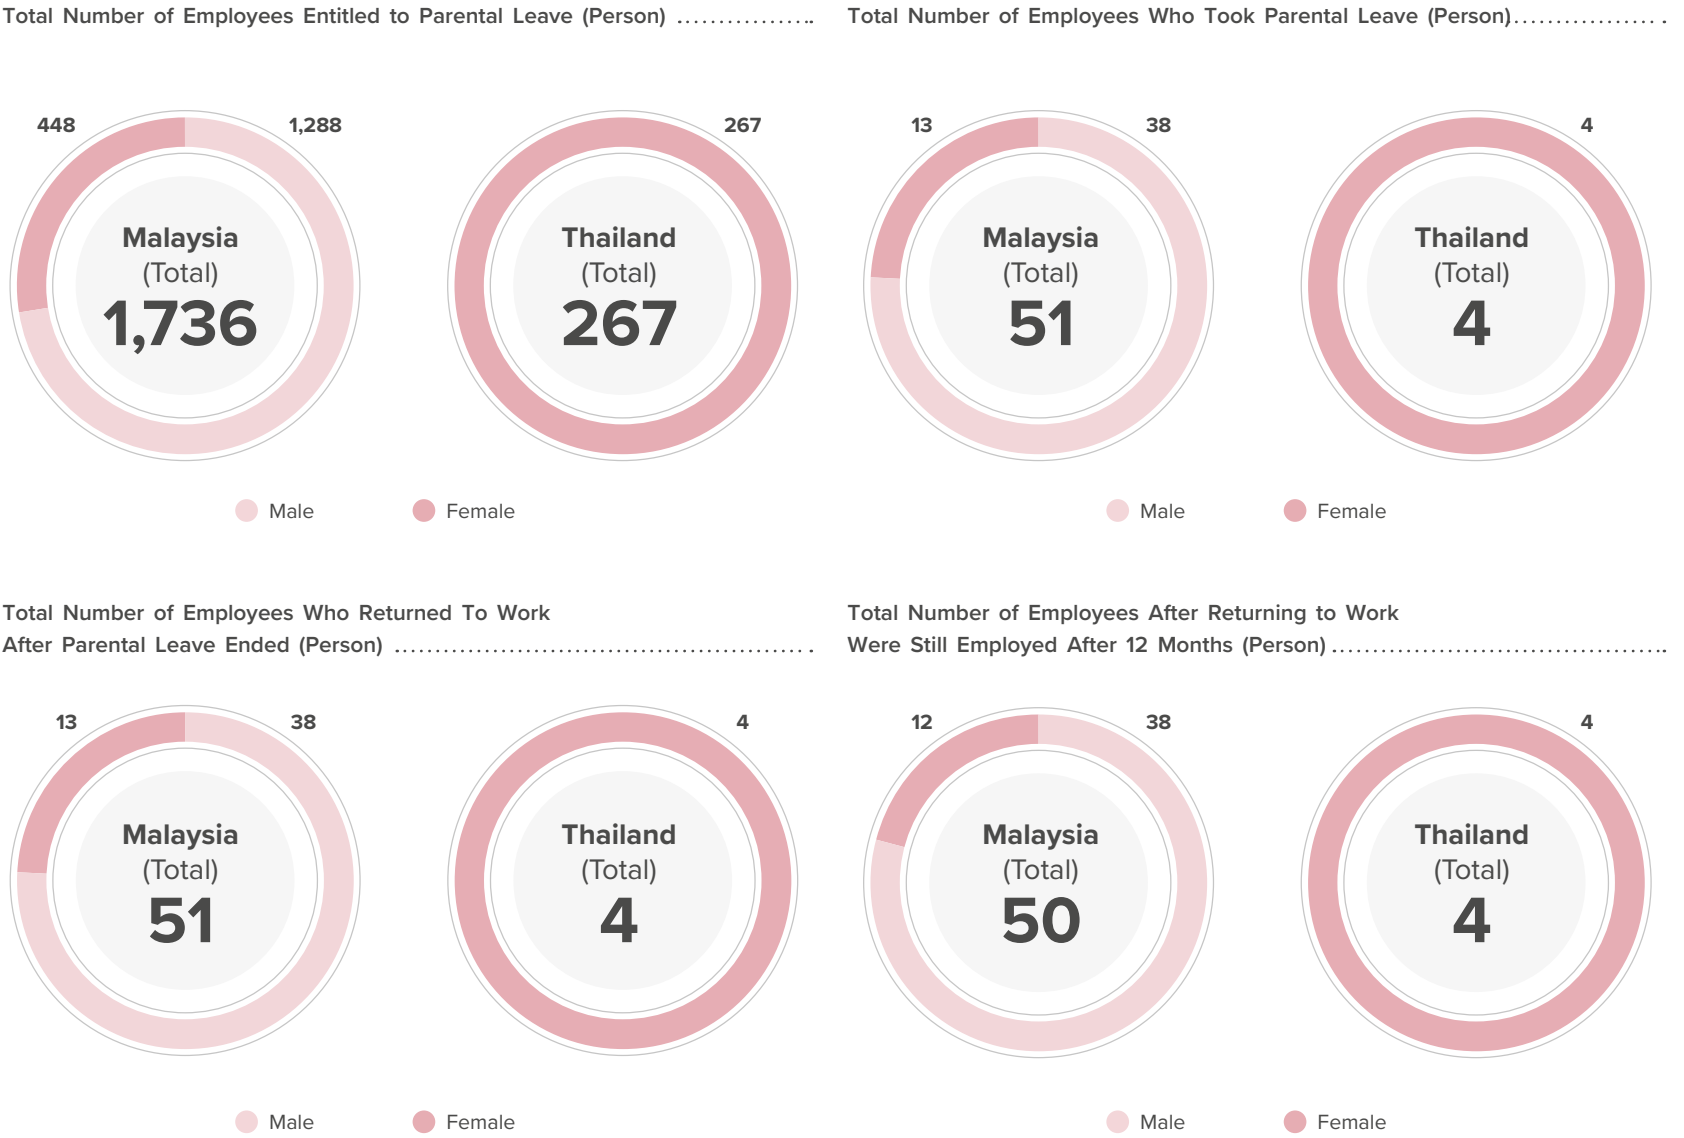 Total Number of Employees Entitled to Parental Leave (Person) ................
448
1,288
Malaysia
(Total)
1,736
267
Thailand
(Total)
267
Male
Female
Total Number of Employees Who Took Parental Leave (Person)..................
13
38
Malaysia
(Total)
51
4
Thailand
(Total)
4
Male
Female
Total Number of Employees Who Returned To Work
After Parental Leave Ended (Person) ..................................................
13
38
Malaysia
(Total)
51
4
Thailand
(Total)
4
Male
Female
Total Number of Employees After Returning to Work
Were Still Employed After 12 Months (Person) ........................................
12
38
Malaysia
(Total)
50
4
Thailand
(Total)
4
Male
Female